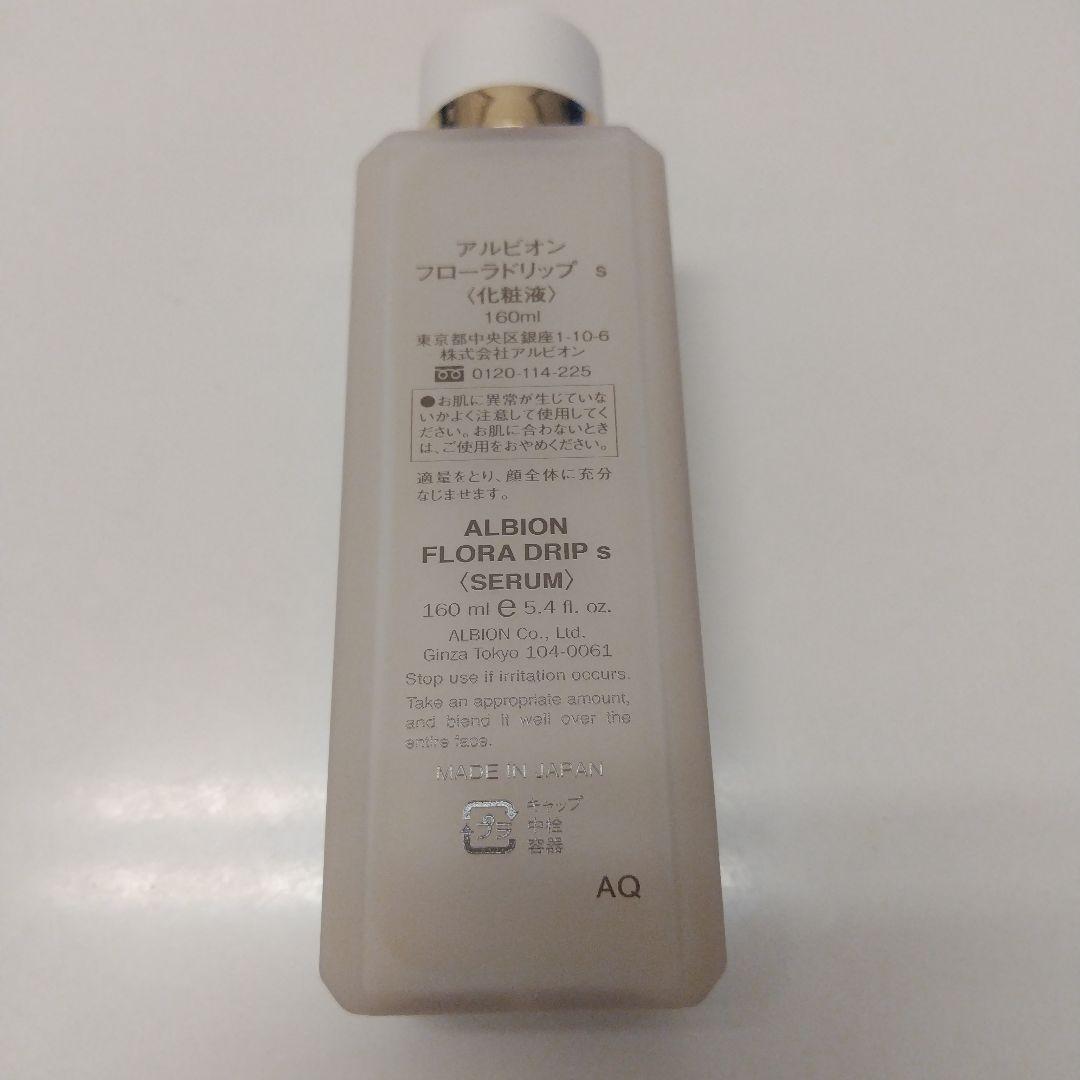 アルビオン
フローラドリップ s
〈化粧液〉
160ml
東京都中央区銀座1-10-6
株式会社アルビオン
0120-114-225
●お肌に異常が生じていな
いかよく注意して使用してく
ださい。お肌に合わないとき
は、ご使用をおやめください。
適量をとり、顔全体に充分
なじませます。
ALBION
FLORA DRIP s
〈SERUM〉
160 ml ℮ 5.4 fl. oz.
ALBION Co., Ltd.
Ginza Tokyo 104-0061
Stop use if irritation occurs.
Take an appropriate amount,
and blend it well over the
entire face.
MADE IN JAPAN
プラ
キャップ
中栓
容器
AQ